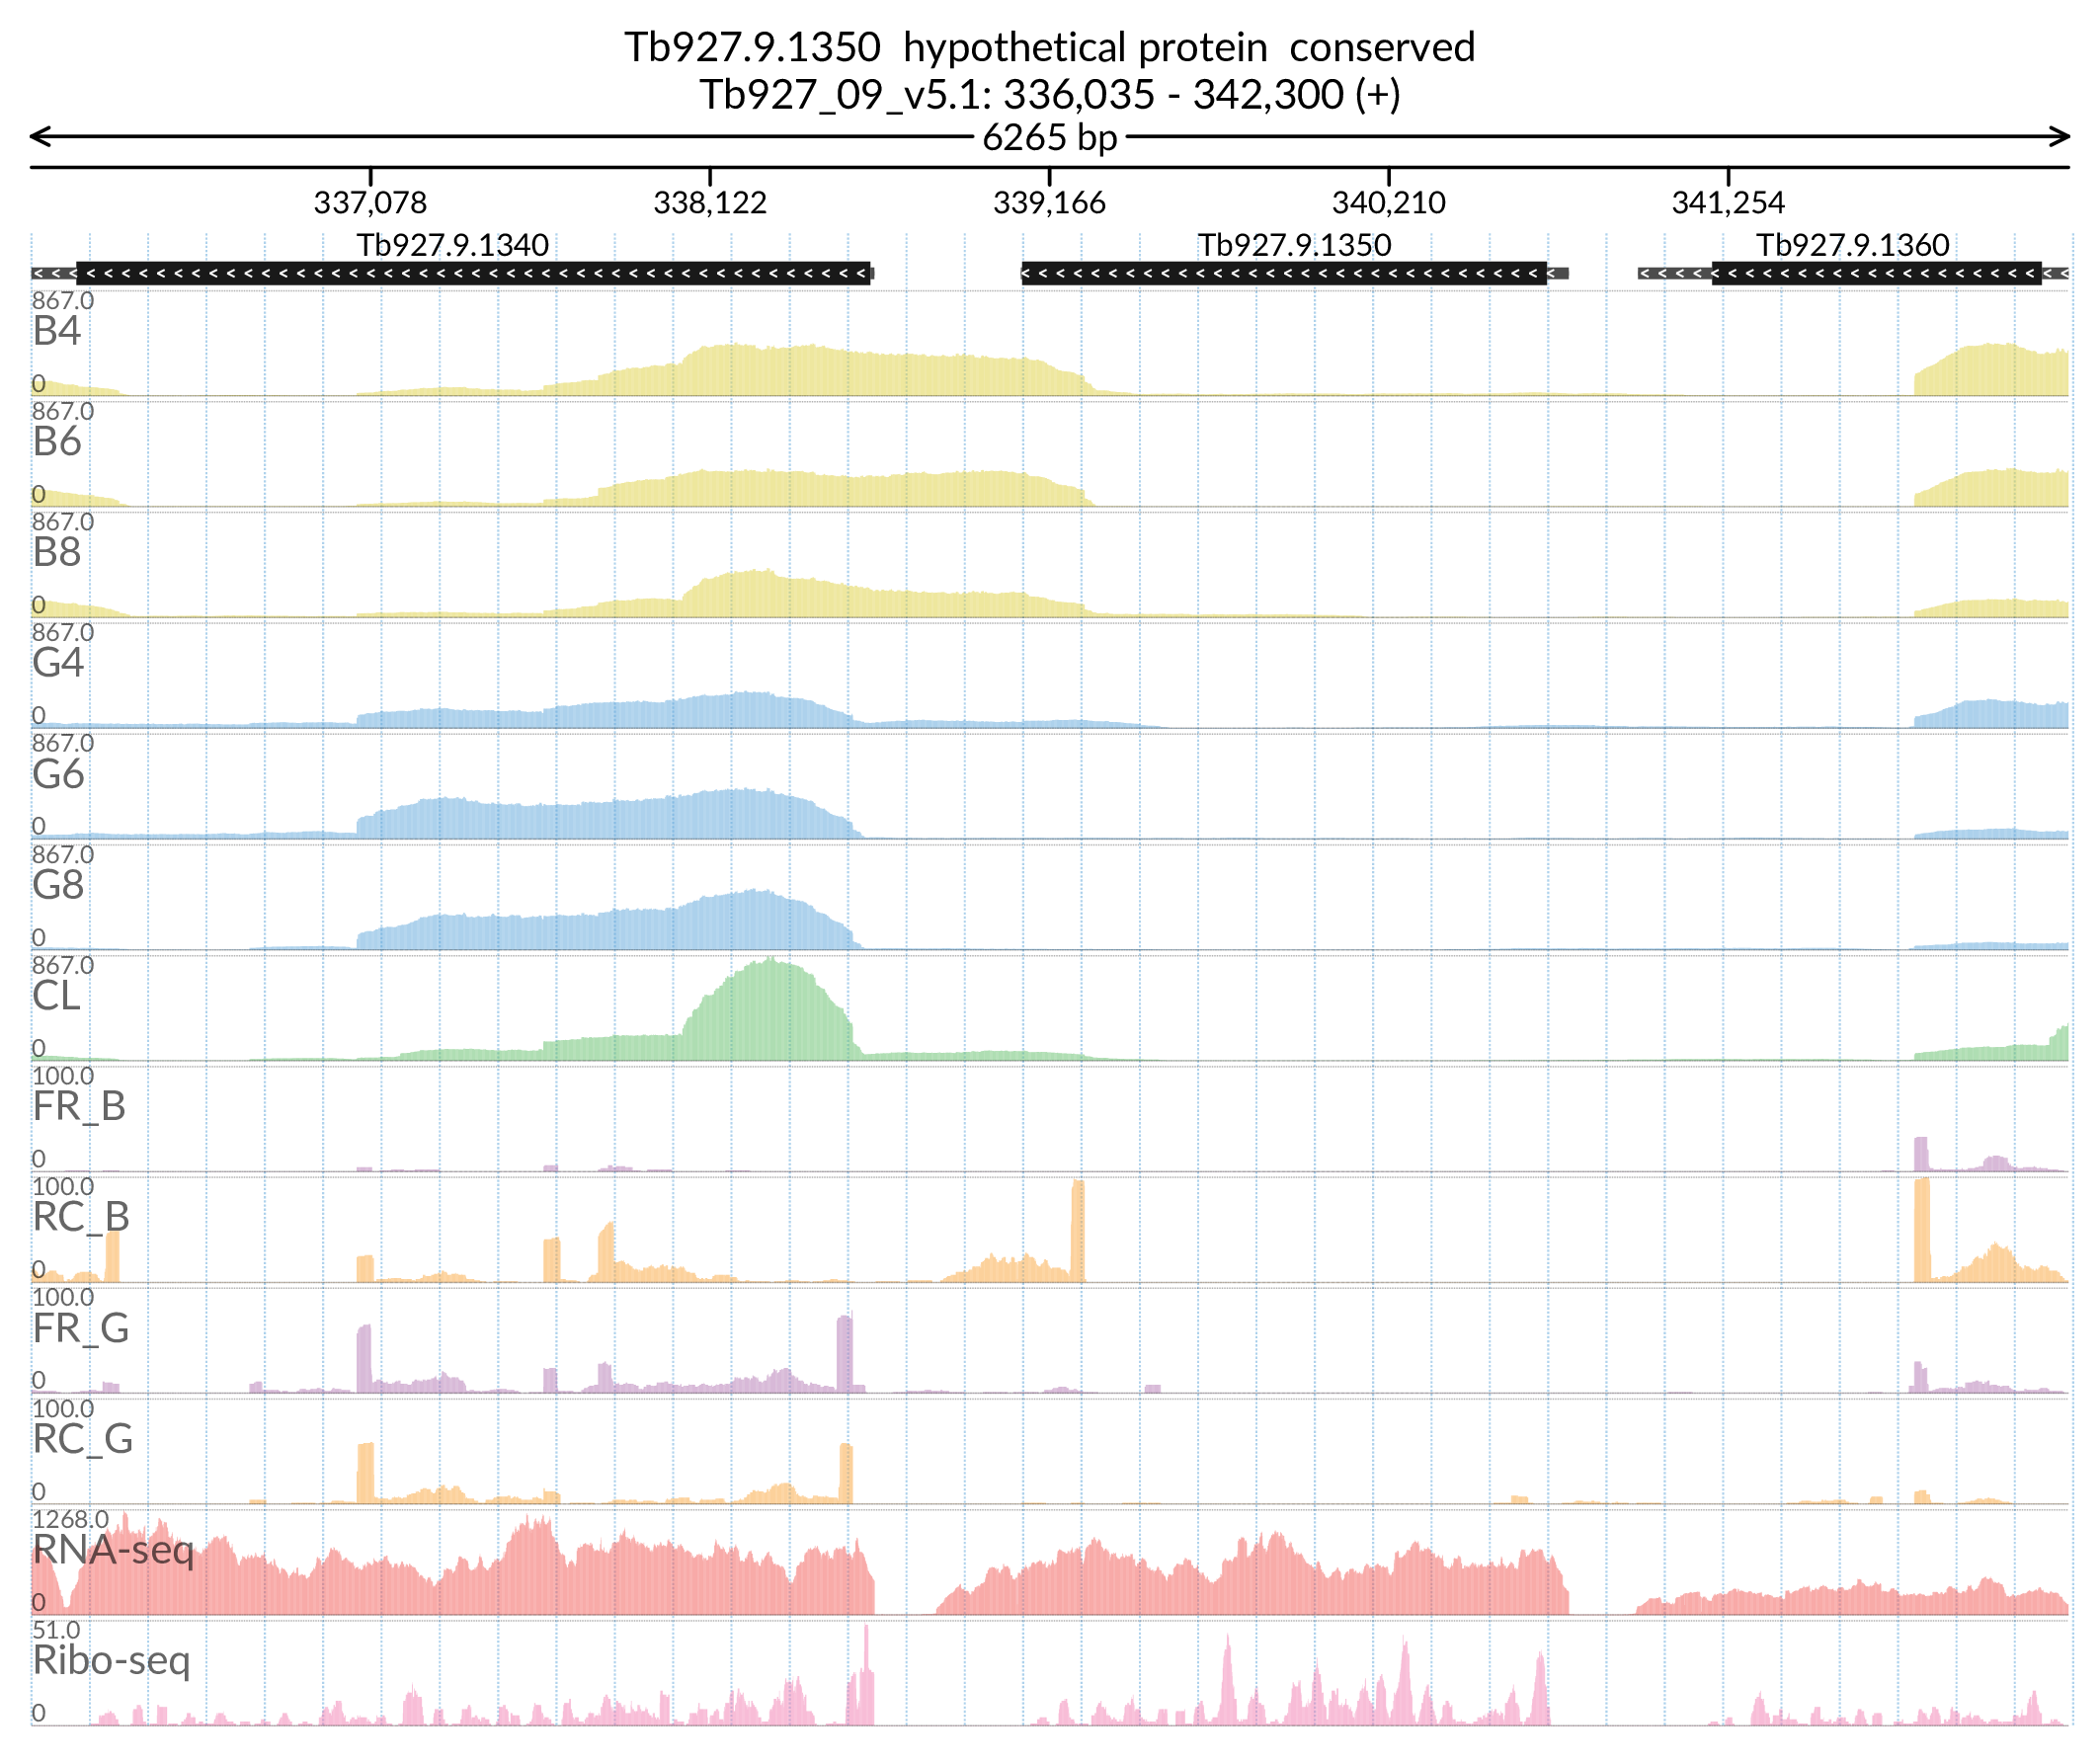 Tb927.9.1350 hypothetical protein conserved
Tb927_09_v5.1: 336,035 - 342,300 (+)
6265 bp
337,078 338,122 339,166 340,210 341,254
Tb927.9.1340 Tb927.9.1350 Tb927.9.1360
867.0
B4
0
867.0
B6
0
867.0
B8
0
867.0
G4
0
867.0
G6
0
867.0
G8
0
867.0
CL
0
100.0
FR_B
0
100.0
RC_B
0
100.0
FR_G
0
100.0
RC_G
0
1268.0
RNA-seq
0
51.0
Ribo-seq
0